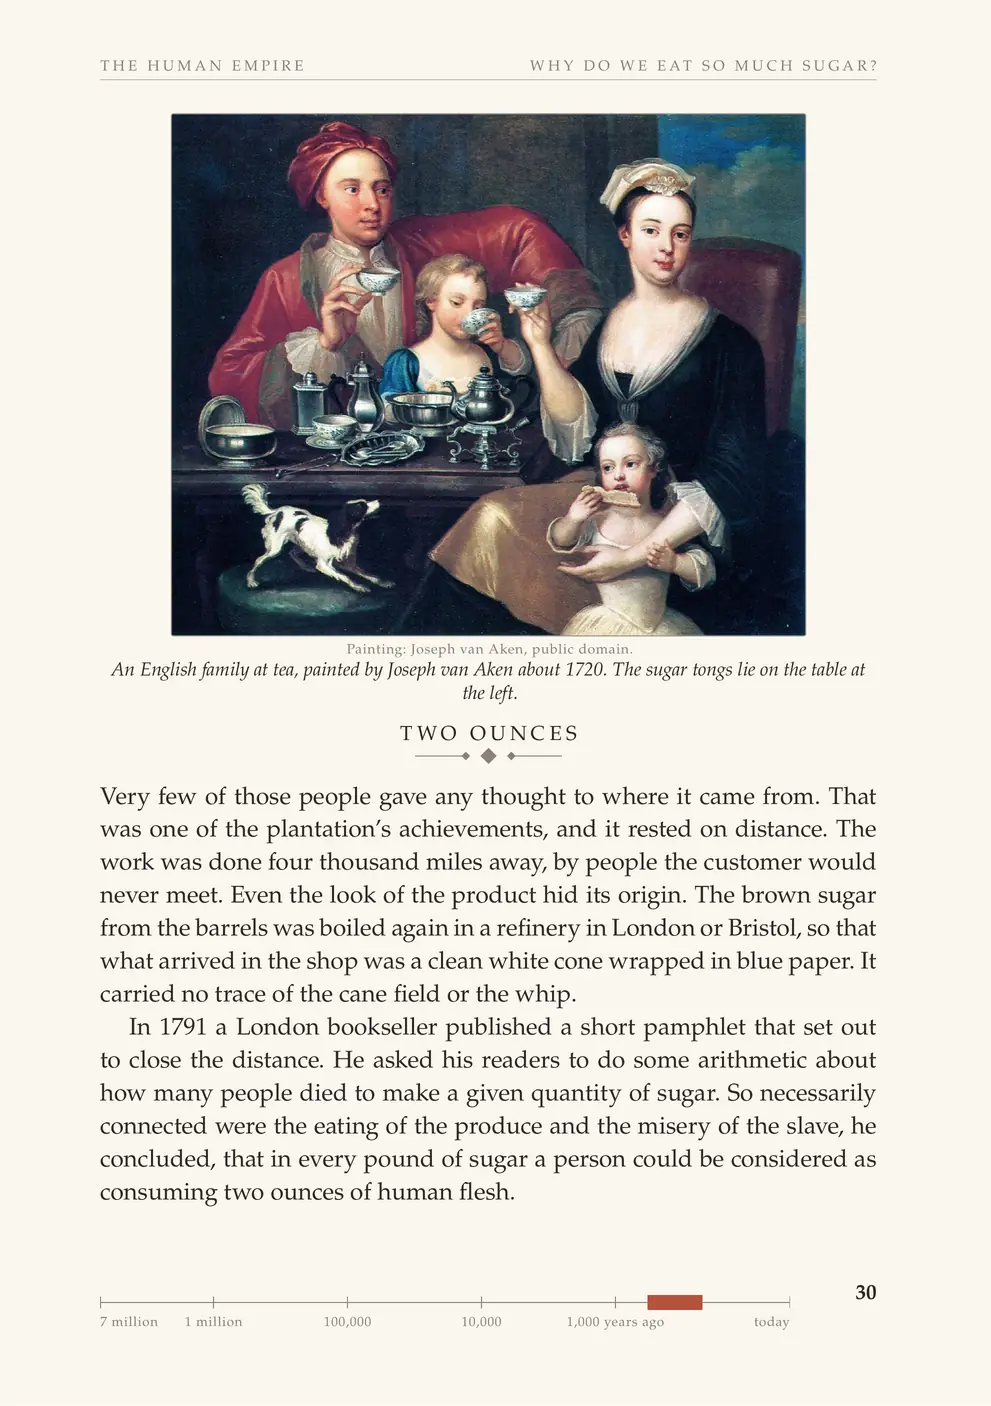 THE HUMAN EMPIRE
WHY DO WE EAT SO MUCH SUGAR?
Painting: Joseph van Aken, public domain.
An English family at tea, painted by Joseph van Aken about 1720. The sugar tongs lie on the table at
the left.
TWO OUNCES
Very few of those people gave any thought to where it came from. That
was one of the plantation’s achievements, and it rested on distance. The
work was done four thousand miles away, by people the customer would
never meet. Even the look of the product hid its origin. The brown sugar
from the barrels was boiled again in a refinery in London or Bristol, so that
what arrived in the shop was a clean white cone wrapped in blue paper. It
carried no trace of the cane field or the whip.
In 1791 a London bookseller published a short pamphlet that set out
to close the distance. He asked his readers to do some arithmetic about
how many people died to make a given quantity of sugar. So necessarily
connected were the eating of the produce and the misery of the slave, he
concluded, that in every pound of sugar a person could be considered as
consuming two ounces of human flesh.
30
7 million 1 million 100,000 10,000 1,000 years ago today